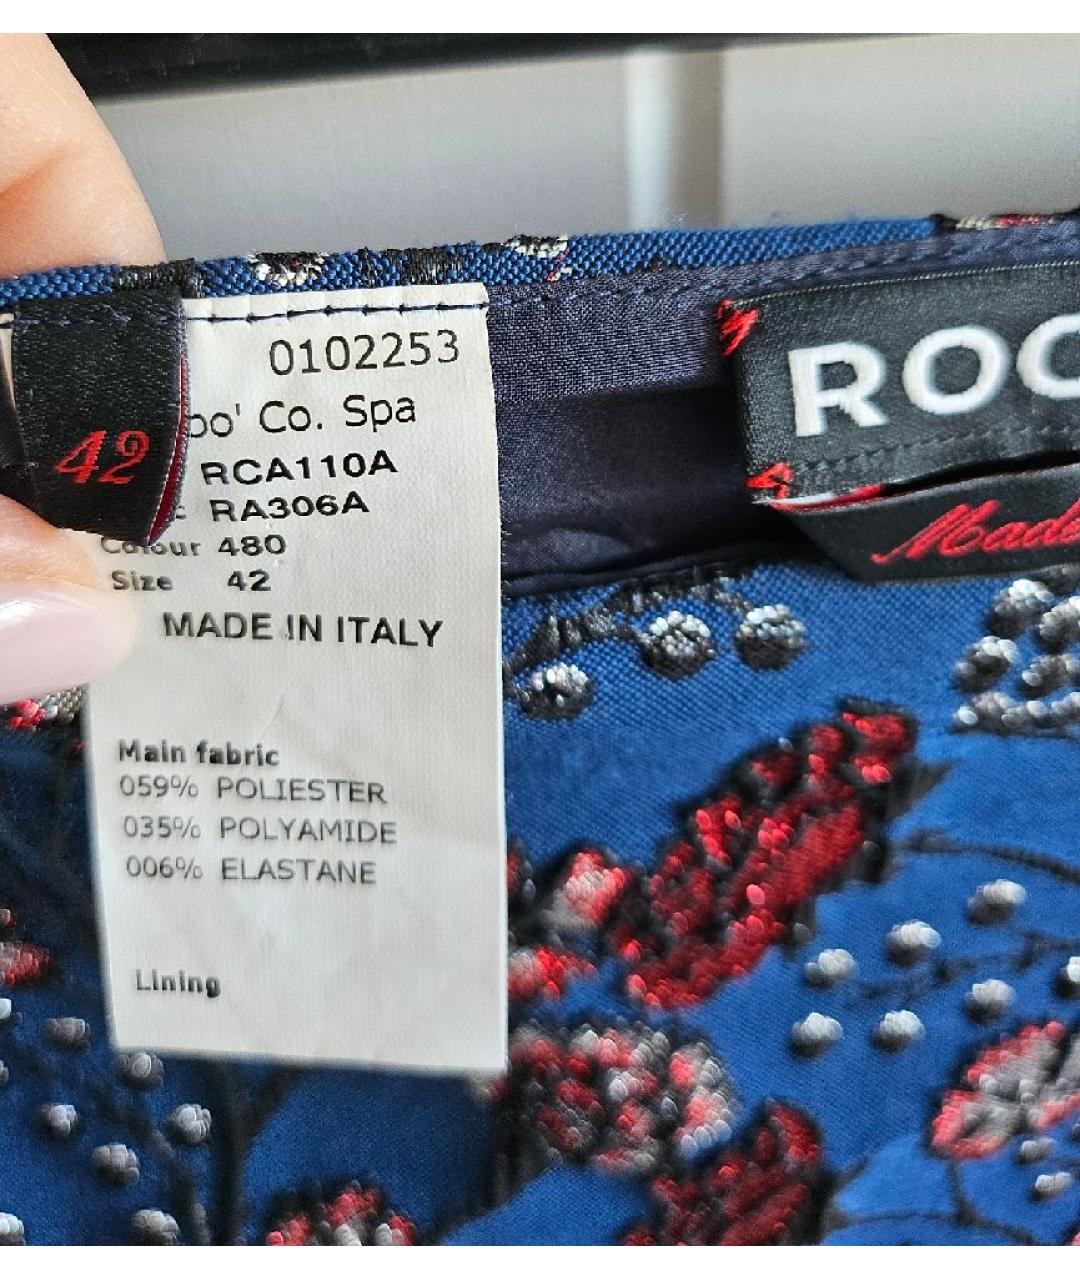 42
0102253
Co. Spa
RCA110A
RA306A
Colour 480
Size 42
MADE IN ITALY
Main fabric
059% POLIESTER
035% POLYAMIDE
006% ELASTANE
Lining
ROC
Made